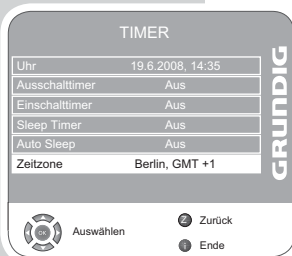 TIMER
GRUNDIG
Uhr 19.6.2008, 14:35
Ausschalttimer Aus
Einschalttimer Aus
Sleep Timer Aus
Auto Sleep Aus
Zeitzone Berlin, GMT +1
OK Auswählen
Z Zurück
i Ende